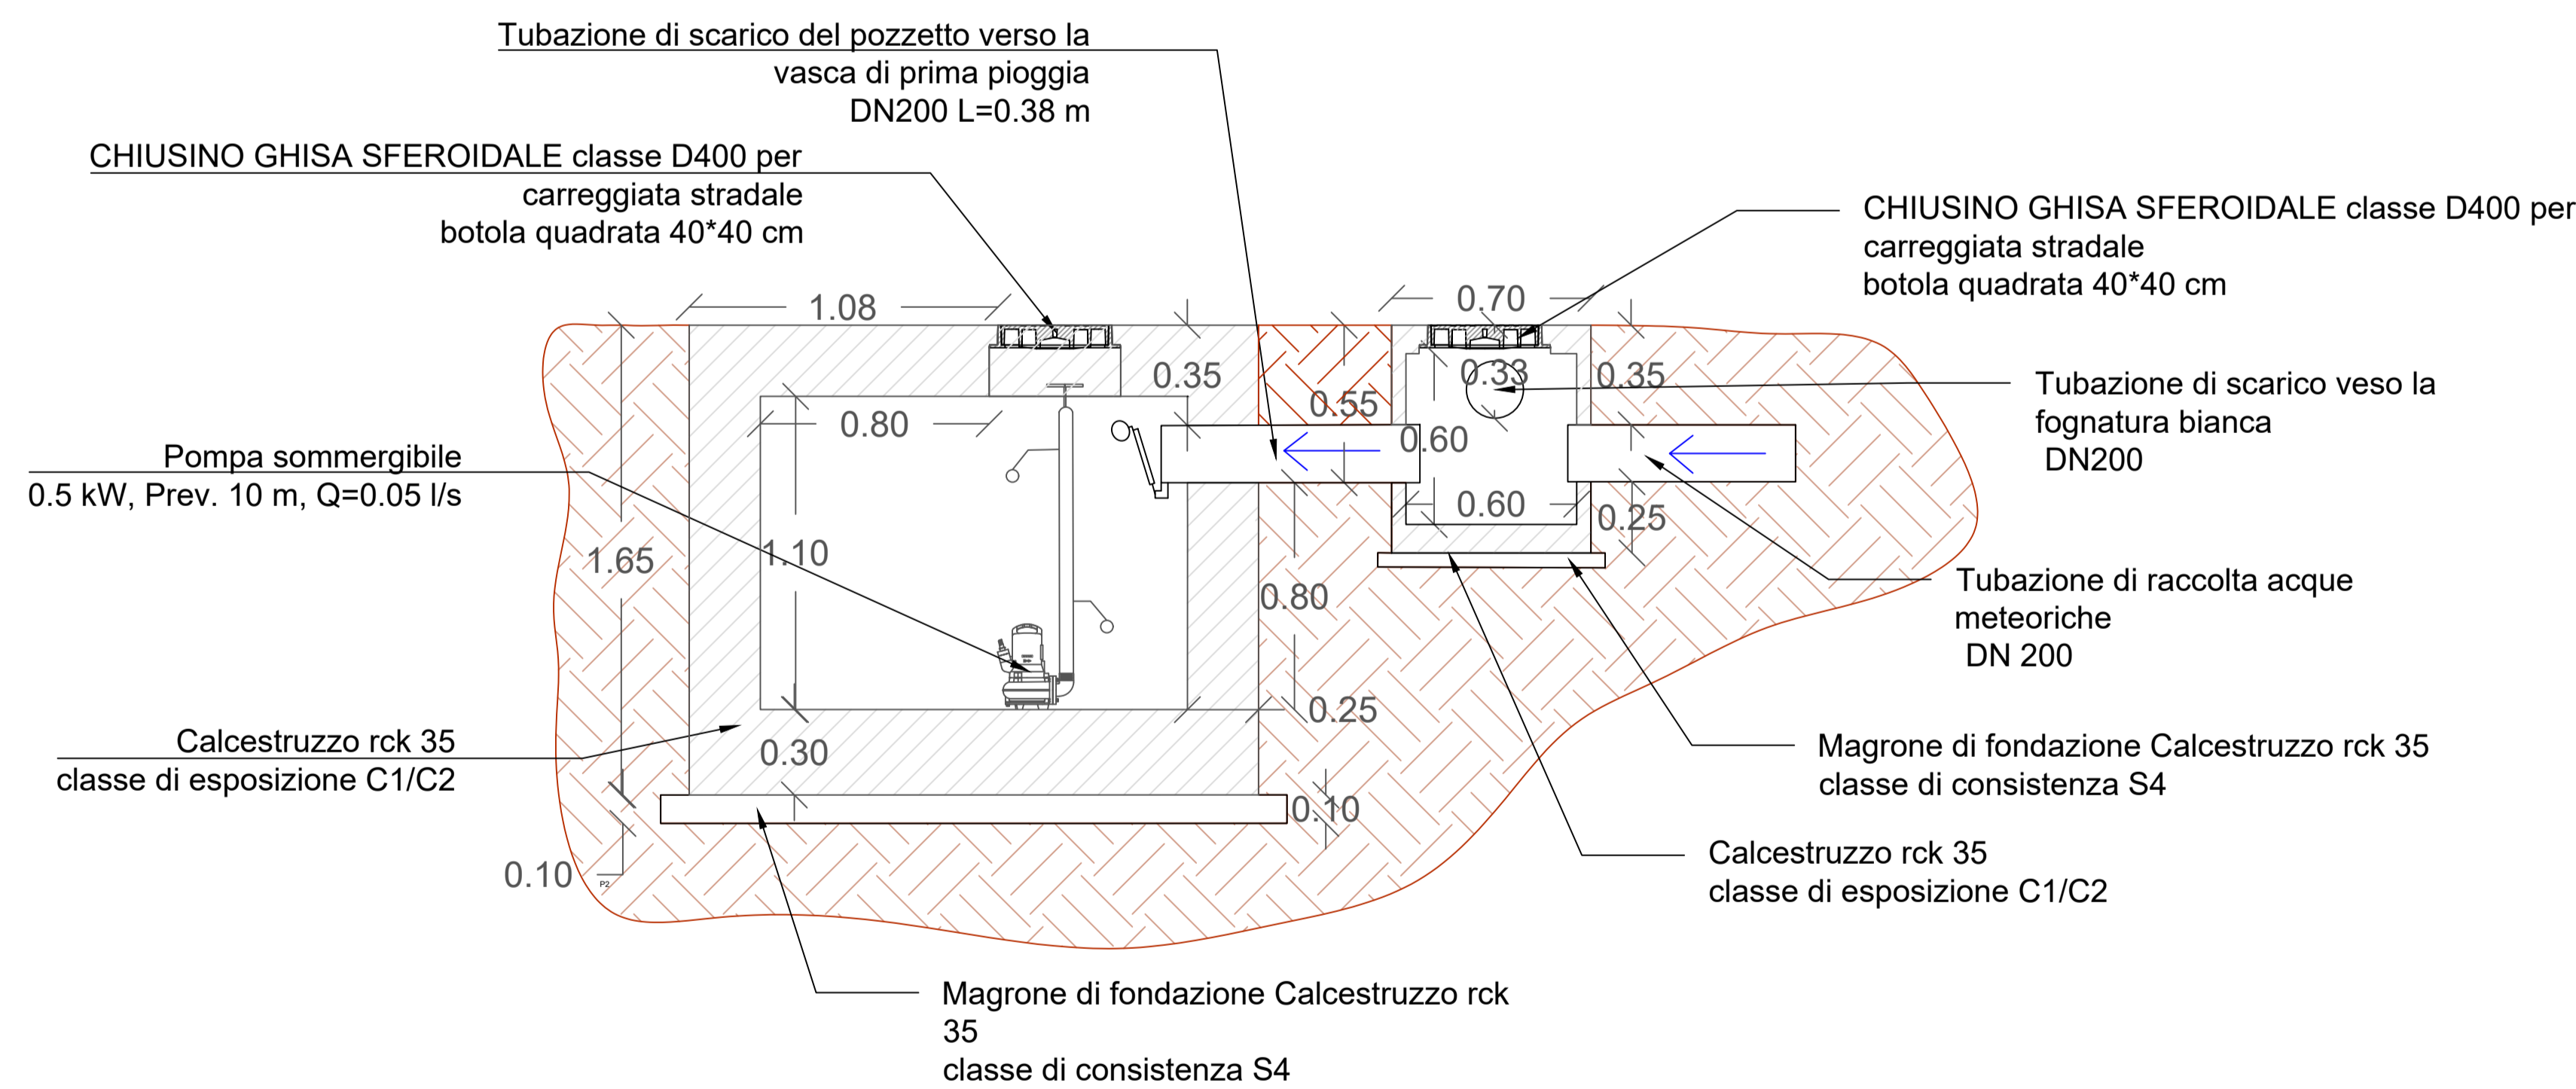 Tubazione di scarico del pozzetto verso la
vasca di prima pioggia
DN200 L=0.38 m
CHIUSINO GHISA SFEROIDALE classe D400 per
carreggiata stradale
botola quadrata 40*40 cm
CHIUSINO GHISA SFEROIDALE classe D400 per
carreggiata stradale
botola quadrata 40*40 cm
1.08
0.70
0.35
0.33
0.35
0.55
0.80
0.60
Tubazione di scarico veso la
fognatura bianca
DN200
Pompa sommergibile
0.5 kW, Prev. 10 m, Q=0.05 l/s
0.60
0.25
1.65
1.10
0.80
Tubazione di raccolta acque
meteoriche
DN 200
0.25
Calcestruzzo rck 35
classe di esposizione C1/C2
0.30
Magrone di fondazione Calcestruzzo rck 35
classe di consistenza S4
0.10
0.10
P2
Calcestruzzo rck 35
classe di esposizione C1/C2
Magrone di fondazione Calcestruzzo rck
35
classe di consistenza S4